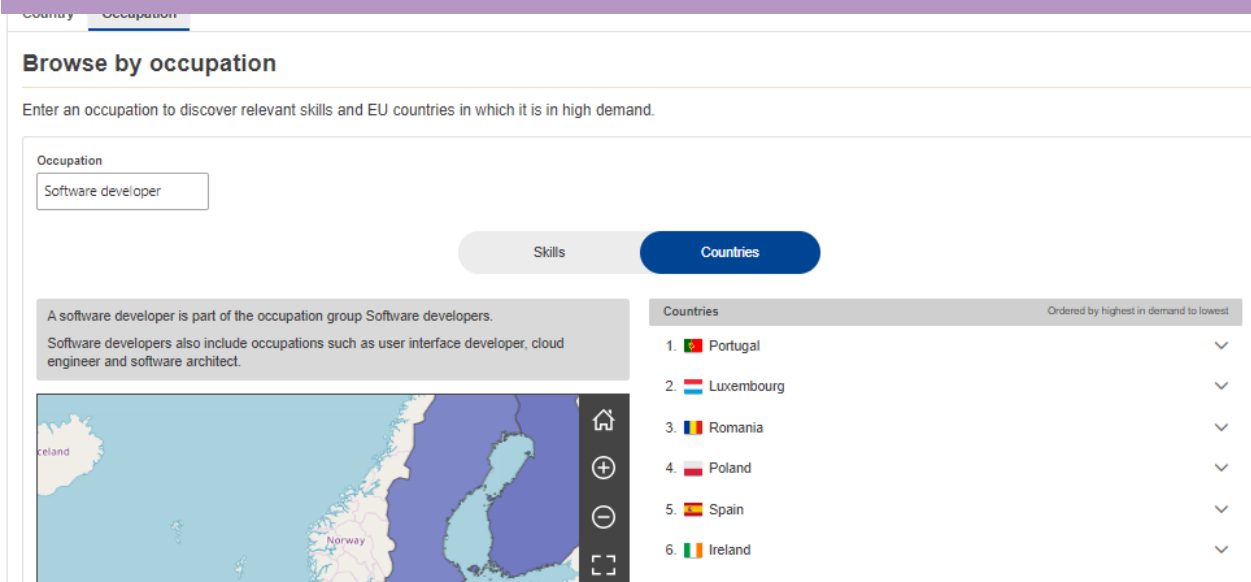 Country Occupation
Browse by occupation
Enter an occupation to discover relevant skills and EU countries in which it is in high demand.
Occupation
Software developer
Skills Countries
A software developer is part of the occupation group Software developers.
Software developers also include occupations such as user interface developer, cloud
engineer and software architect.
Countries Ordered by highest in demand to lowest
1. Portugal
2. Luxembourg
3. Romania
4. Poland
5. Spain
6. Ireland
celand
Norway